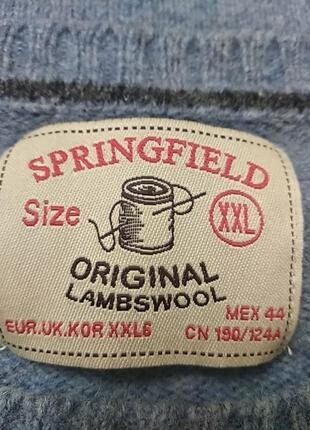 SPRINGFIELD
Size XXL
ORIGINAL
LAMBSWOOL
MEX 44
EUR.UK.KOR XXL6 CN 190/124A